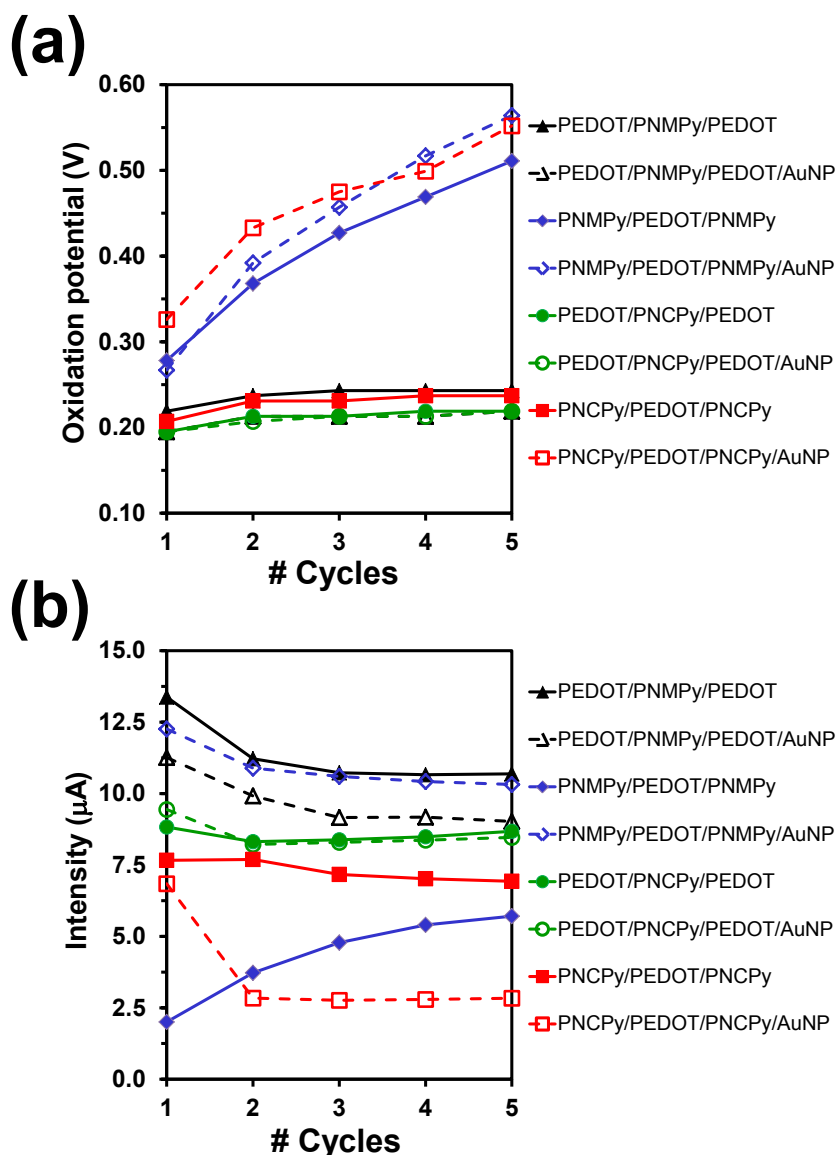 (a)
0.60
0.50
0.40
0.30
0.20
0.10
Oxidation potential (V)
1 2 3 4 5
# Cycles
PEDOT/PNMPy/PEDOT
PEDOT/PNMPy/PEDOT/AuNP
PNMPy/PEDOT/PNMPy
PNMPy/PEDOT/PNMPy/AuNP
PEDOT/PNCPy/PEDOT
PEDOT/PNCPy/PEDOT/AuNP
PNCPy/PEDOT/PNCPy
PNCPy/PEDOT/PNCPy/AuNP
(b)
15.0
12.5
10.0
7.5
5.0
2.5
0.0
Intensity (μA)
1 2 3 4 5
# Cycles
PEDOT/PNMPy/PEDOT
PEDOT/PNMPy/PEDOT/AuNP
PNMPy/PEDOT/PNMPy
PNMPy/PEDOT/PNMPy/AuNP
PEDOT/PNCPy/PEDOT
PEDOT/PNCPy/PEDOT/AuNP
PNCPy/PEDOT/PNCPy
PNCPy/PEDOT/PNCPy/AuNP